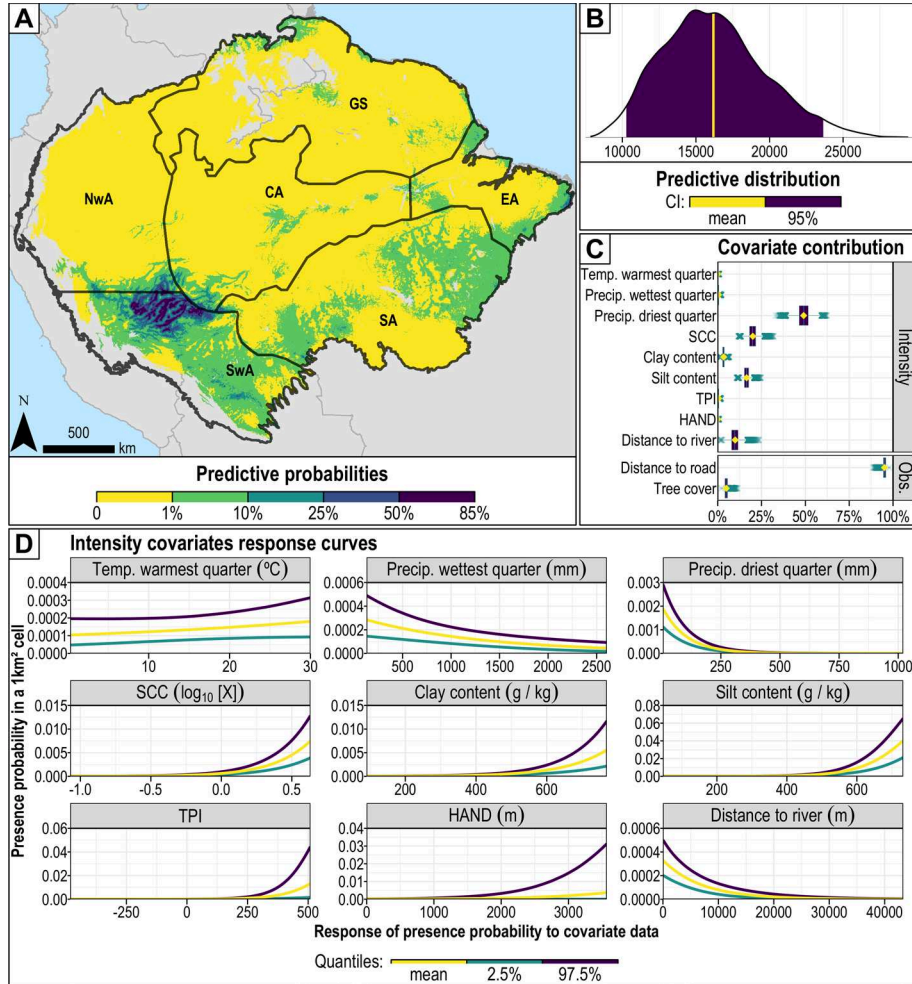 A
GS
NwA
CA
EA
SA
SwA
N
500
km
Predictive probabilities
0 1% 10% 25% 50% 85%
B
10000 15000 20000 25000
Predictive distribution
CI:
mean 95%
C
Covariate contribution
Temp. warmest quarter
Precip. wettest quarter
Precip. driest quarter
SCC
Clay content
Silt content
TPI
HAND
Distance to river
Intensity
Distance to road
Tree cover
Obs.
0% 25% 50% 75% 100%
D
Intensity covariates response curves
Presence probability in a 1km² cell
Temp. warmest quarter (ºC)
0.0004
0.0003
0.0002
0.0001
0.0000
10 20 30
Precip. wettest quarter (mm)
0.0006
0.0004
0.0002
0.0000
500 1000 1500 2000 2500
Precip. driest quarter (mm)
0.003
0.002
0.001
0.000
250 500 750 1000
SCC (log₁₀ [X])
0.015
0.010
0.005
0.000
-1.0 -0.5 0.0 0.5
Clay content (g / kg)
0.015
0.010
0.005
0.000
200 400 600
Silt content (g / kg)
0.08
0.06
0.04
0.02
0.00
200 400 600
TPI
0.06
0.04
0.02
0.00
-250 0 250 500
HAND (m)
0.04
0.03
0.02
0.01
0.00
0 1000 2000 3000
Distance to river (m)
0.0006
0.0004
0.0002
0.0000
0 10000 20000 30000 40000
Response of presence probability to covariate data
Quantiles:
mean 2.5% 97.5%